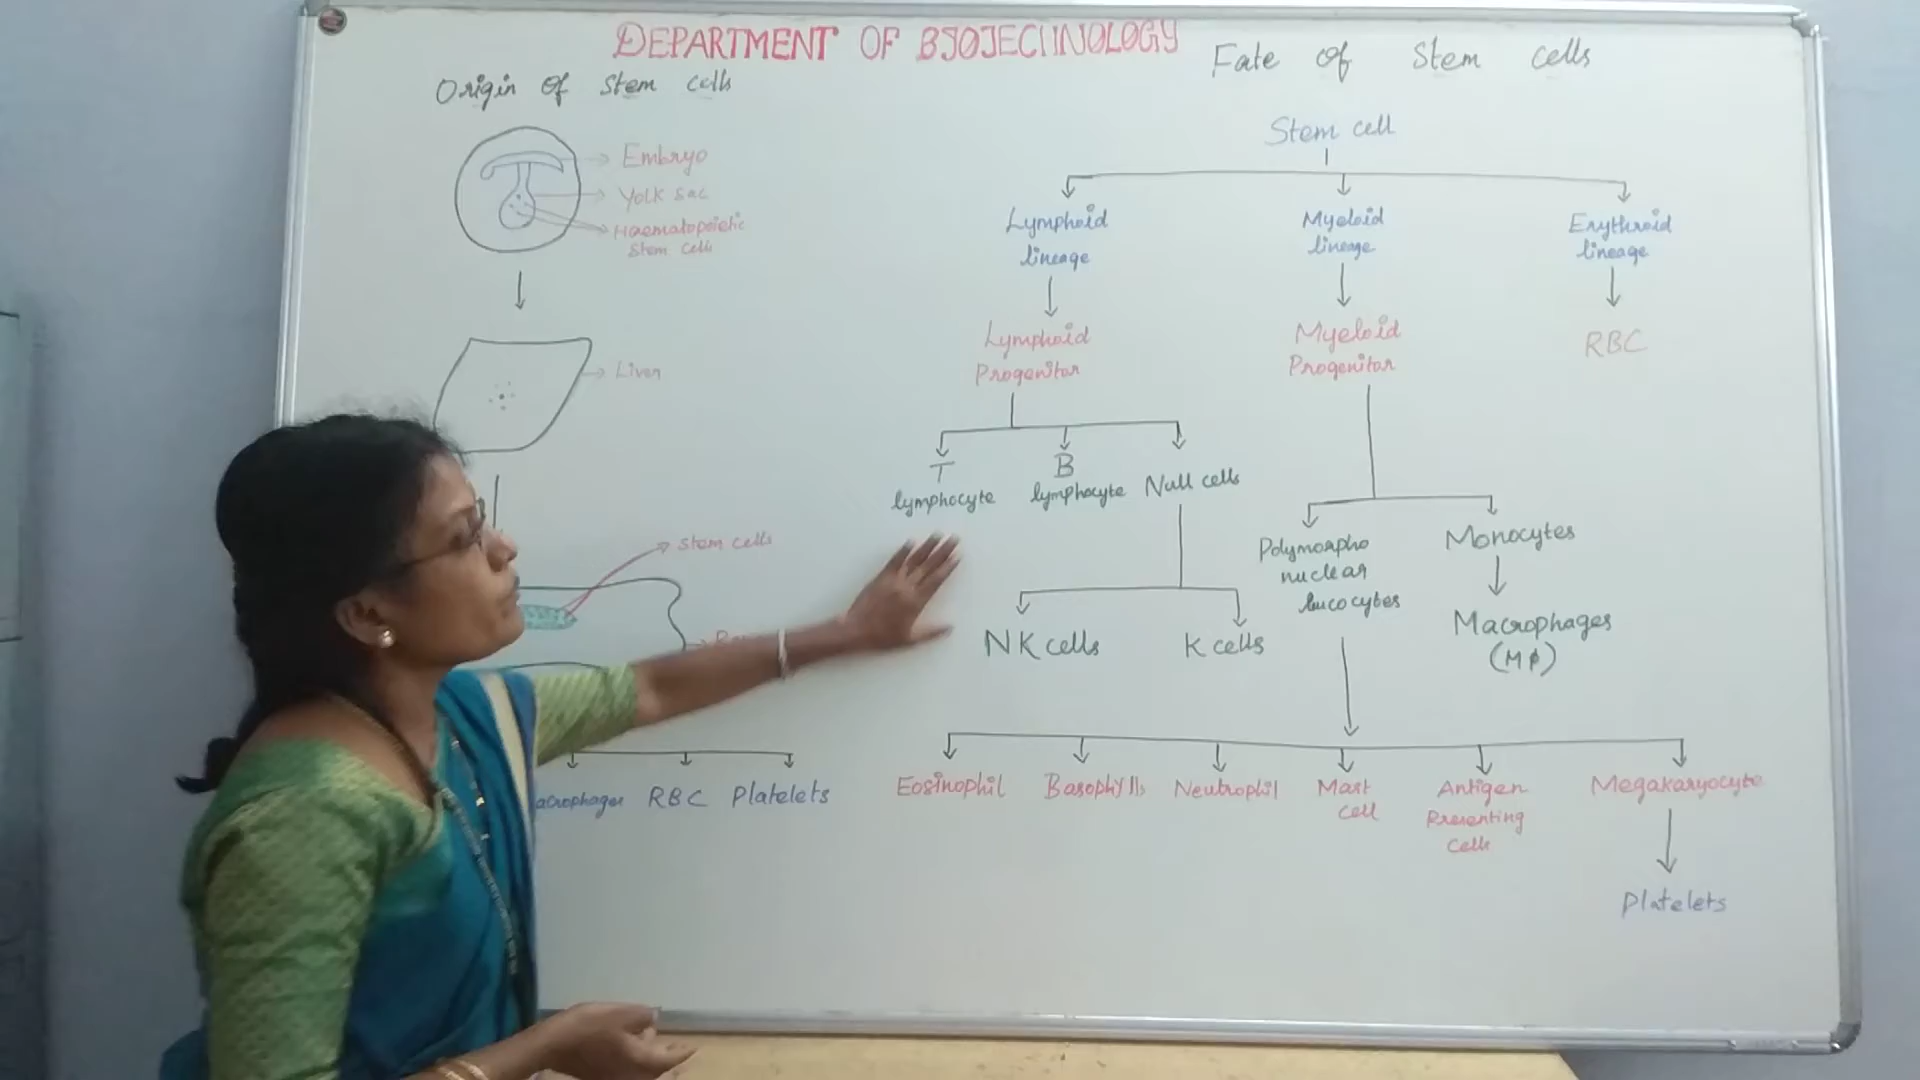 DEPARTMENT OF BIOTECHNOLOGY
Origin of Stem cells
Embryo
Yolk Sac
Haematopoietic
Stem cells
Liver
Stem cells
RBC
Platelets
Fate of Stem cells
Stem cell
Lymphoid
lineage
Myeloid
lineage
Erythroid
lineage
Lymphoid
Progenitor
Myeloid
Progenitor
RBC
T
lymphocyte
B
lymphocyte
Null cells
Polymorpho
nuclear
leucocytes
Monocytes
NK cells
K cells
Macrophages
(Mφ)
Eosinophil
Basophylls
Neutrophil
Mast
cell
Antigen
Presenting
Cells
Megakaryocyte
Platelets